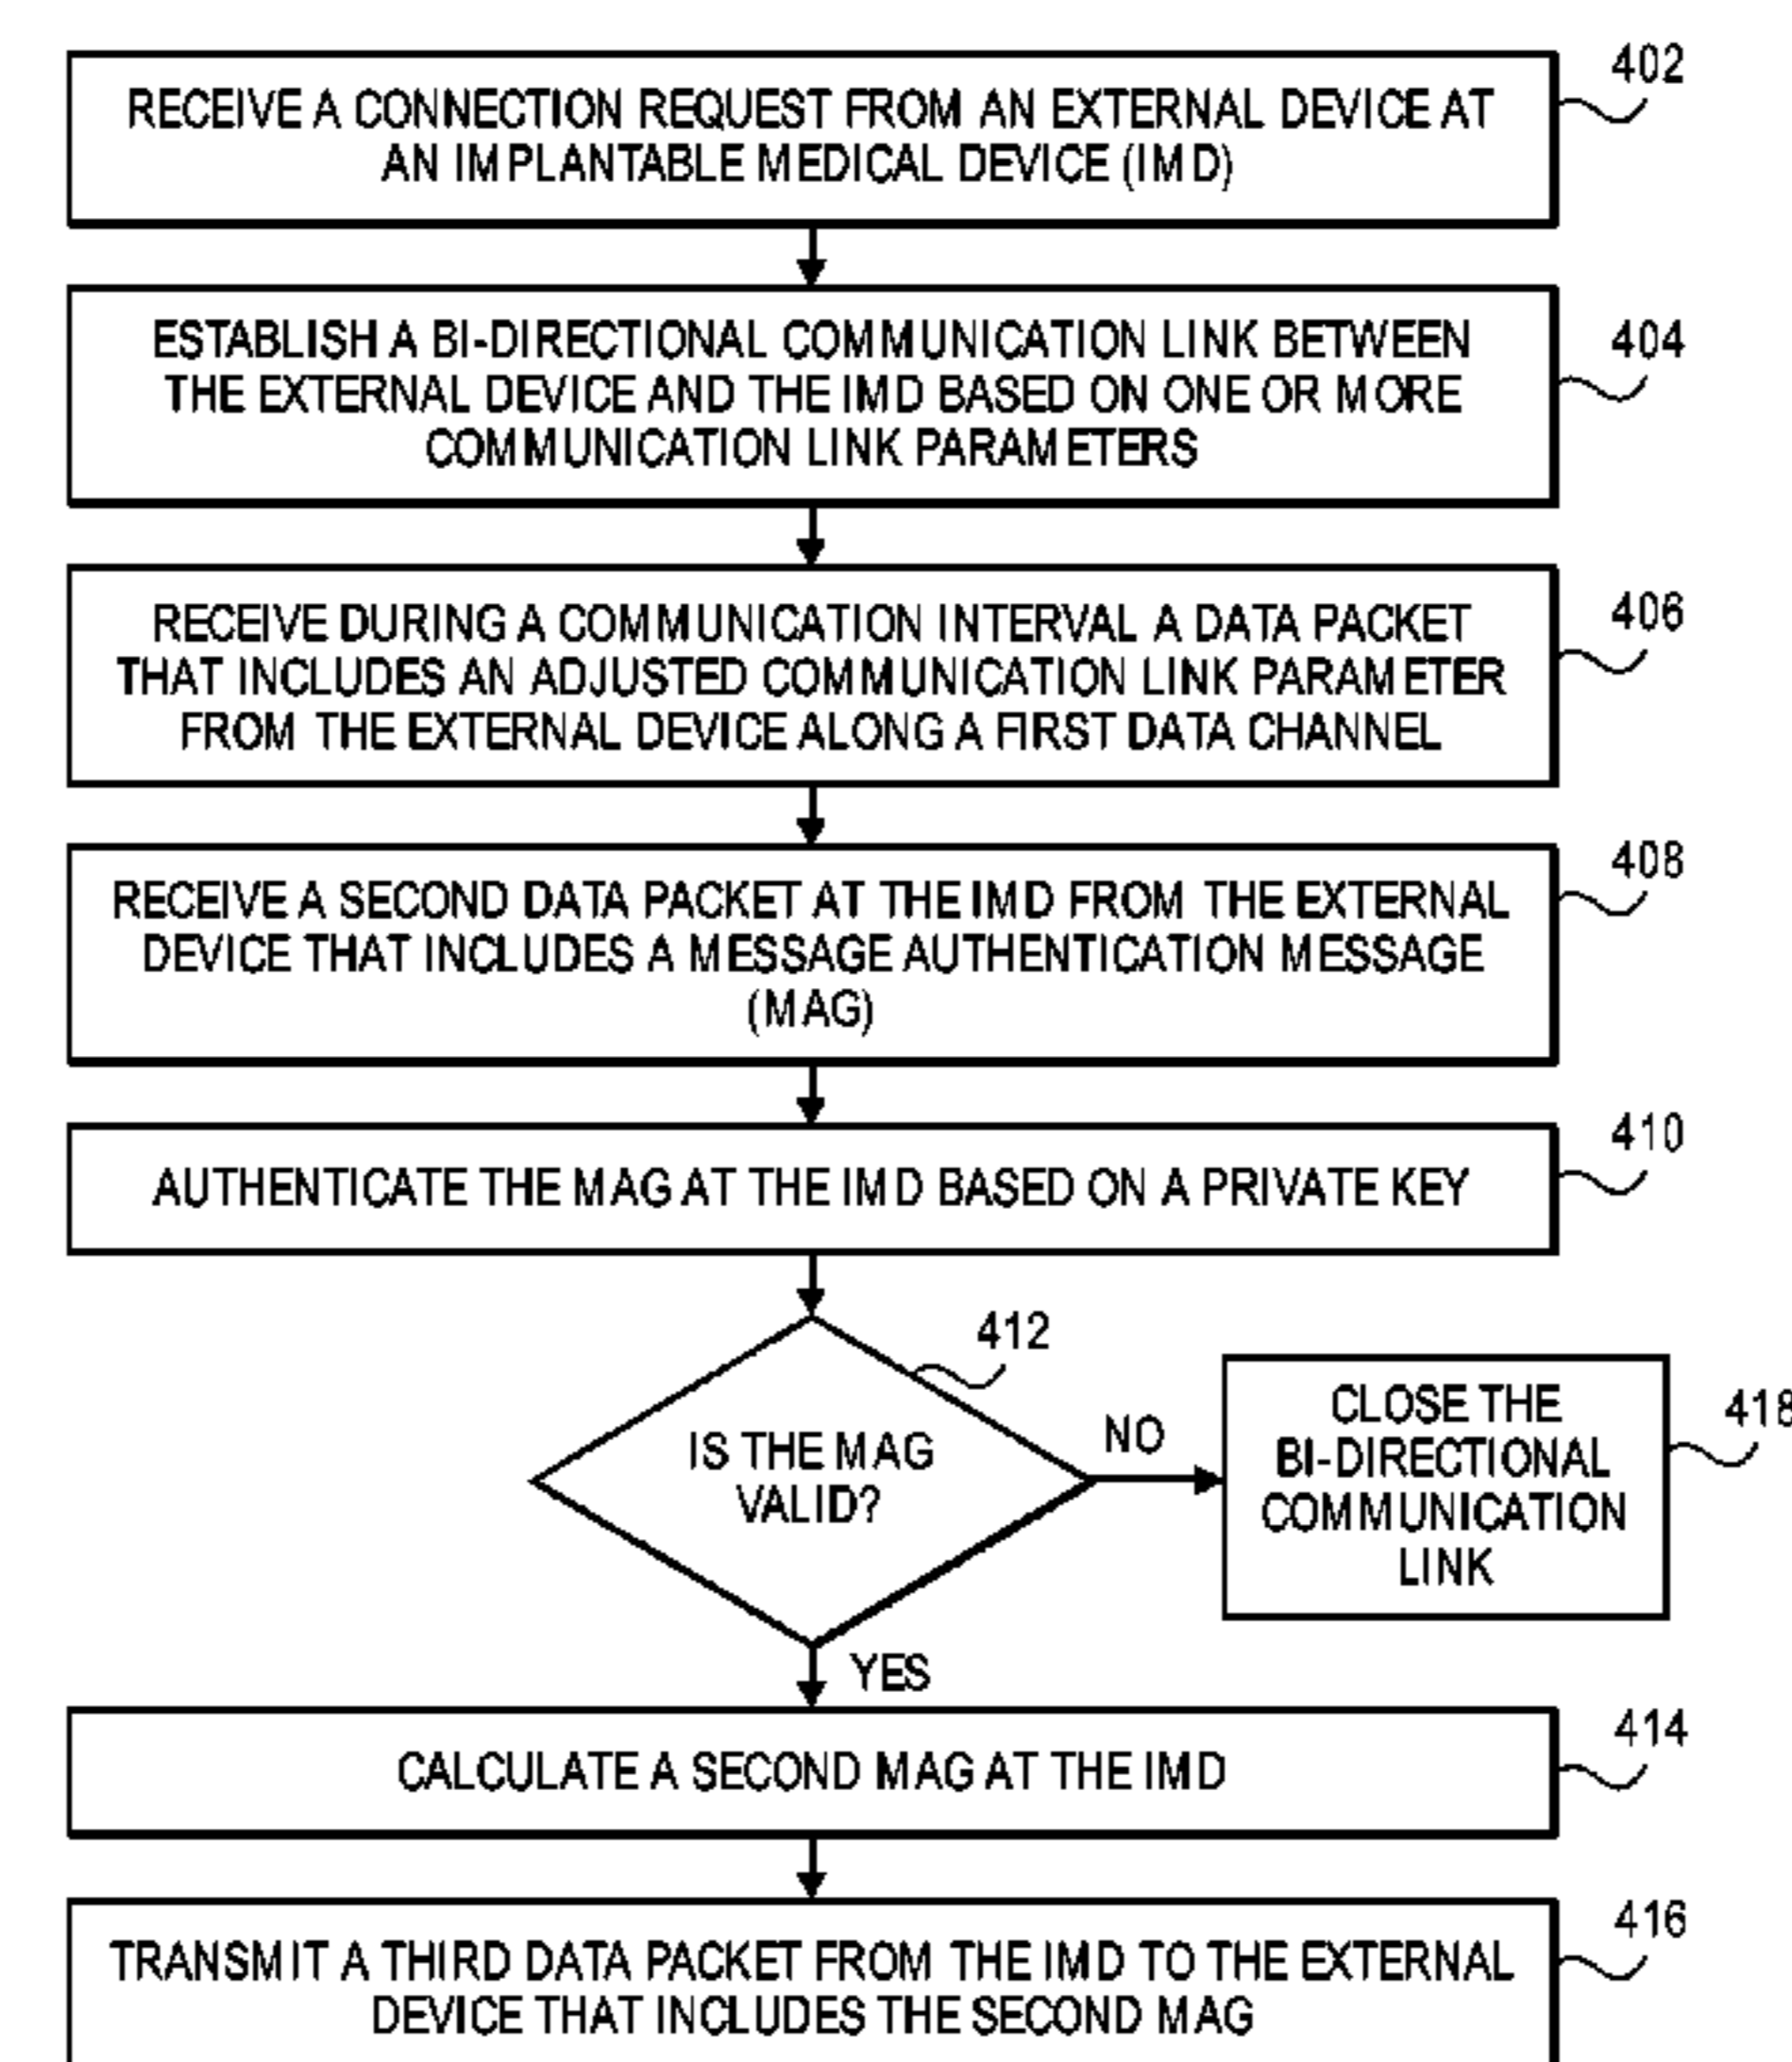 402
RECEIVE A CONNECTION REQUEST FROM AN EXTERNAL DEVICE AT
AN IMPLANTABLE MEDICAL DEVICE (IMD)
404
ESTABLISH A BI-DIRECTIONAL COMMUNICATION LINK BETWEEN
THE EXTERNAL DEVICE AND THE IMD BASED ON ONE OR MORE
COMMUNICATION LINK PARAMETERS
406
RECEIVE DURING A COMMUNICATION INTERVAL A DATA PACKET
THAT INCLUDES AN ADJUSTED COMMUNICATION LINK PARAMETER
FROM THE EXTERNAL DEVICE ALONG A FIRST DATA CHANNEL
408
RECEIVE A SECOND DATA PACKET AT THE IMD FROM THE EXTERNAL
DEVICE THAT INCLUDES A MESSAGE AUTHENTICATION MESSAGE
(MAG)
410
AUTHENTICATE THE MAG AT THE IMD BASED ON A PRIVATE KEY
412
IS THE MAG
VALID?
NO
CLOSE THE
BI-DIRECTIONAL
COMMUNICATION
LINK
418
YES
414
CALCULATE A SECOND MAG AT THE IMD
416
TRANSMIT A THIRD DATA PACKET FROM THE IMD TO THE EXTERNAL
DEVICE THAT INCLUDES THE SECOND MAG